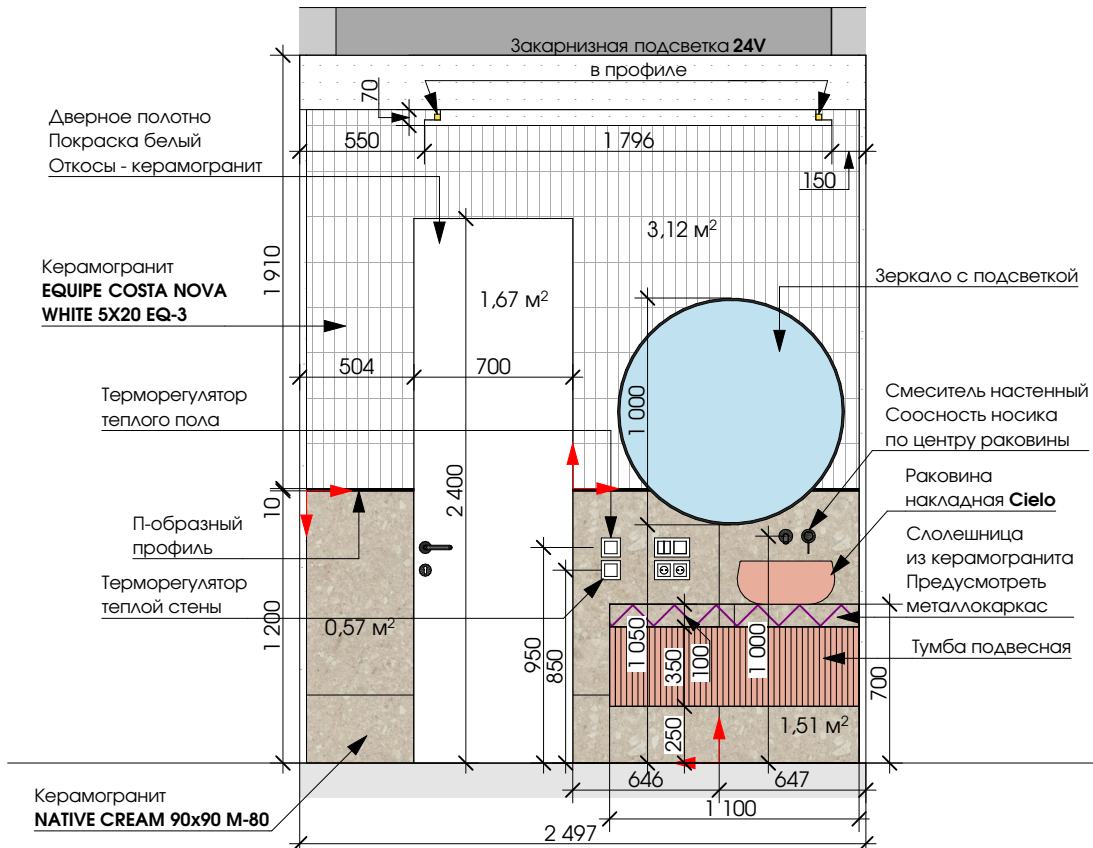 Закарнизная подсветка 24V
в профиле
70
Дверное полотно
Покраска белый
Откосы - керамогранит
550
1 796
150
3,12 м²
1 910
Керамогранит
EQUIPE COSTA NOVA
WHITE 5X20 EQ-3
1,67 м²
Зеркало с подсветкой
504
700
1 000
Терморегулятор
теплого пола
Смеситель настенный
Соосность носика
по центру раковины
2 400
10
П-образный
профиль
Раковина
накладная Cielo
Слолешница
из керамогранита
Предусмотреть
металлокаркас
Терморегулятор
теплой стены
1 200
0,57 м²
950
850
1 050
350
100
1 000
Тумба подвесная
700
250
1,51 м²
646
647
Керамогранит
NATIVE CREAM 90x90 M-80
1 100
2 497